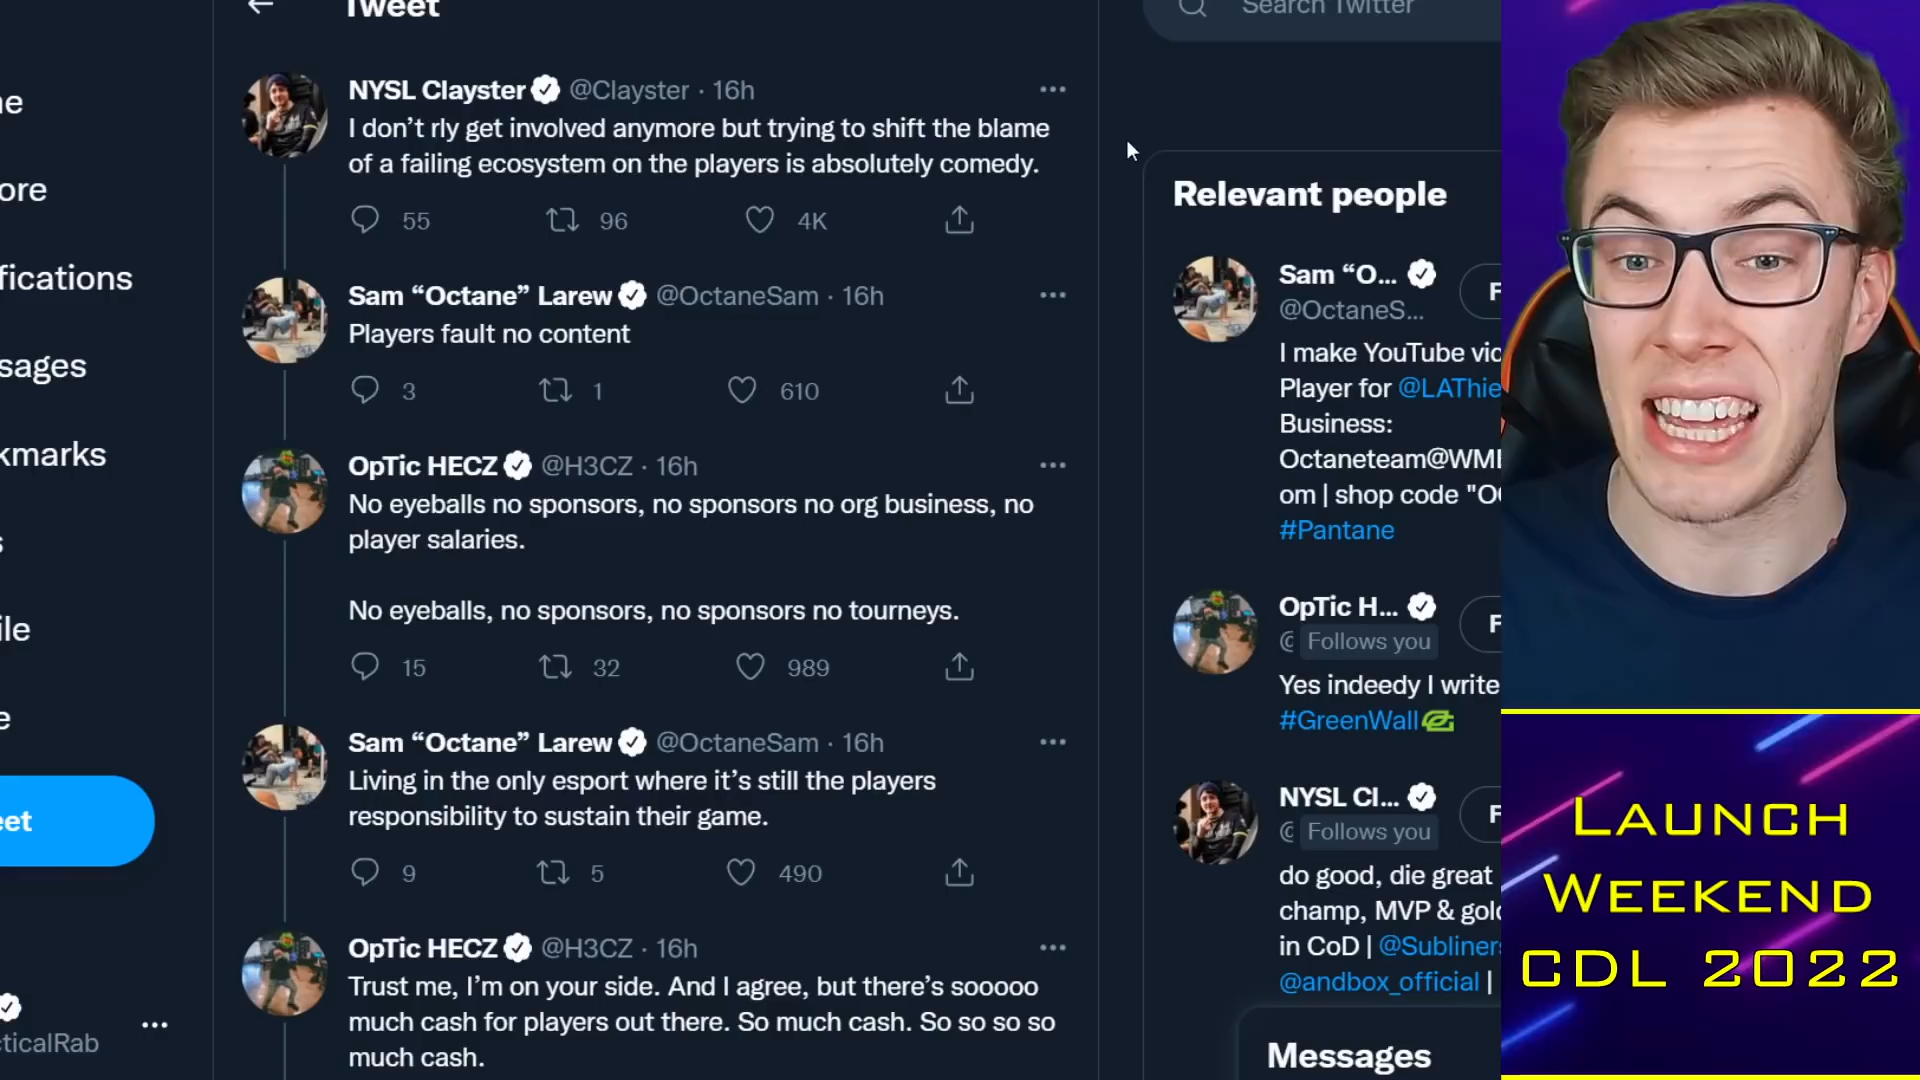 Tweet
Search Twitter
NYSL Clayster @Clayster · 16h
I don't rly get involved anymore but trying to shift the blame
of a failing ecosystem on the players is absolutely comedy.
55 96 4K
Sam “Octane” Larew @OctaneSam · 16h
Players fault no content
3 1 610
OpTic HECZ @H3CZ · 16h
No eyeballs no sponsors, no sponsors no org business, no
player salaries.
No eyeballs, no sponsors, no sponsors no tourneys.
15 32 989
Sam “Octane” Larew @OctaneSam · 16h
Living in the only esport where it's still the players
responsibility to sustain their game.
9 5 490
OpTic HECZ @H3CZ · 16h
Trust me, I'm on your side. And I agree, but there's sooooo
much cash for players out there. So much cash. So so so so
much cash.
ne
ore
fications
sages
kmarks
s
ile
e
eet
cticalRab
Relevant people
Sam “O...
F
@OctaneS...
I make YouTube vid
Player for @LAThie
Business:
Octaneteam@WME
om | shop code "O
#Pantane
OpTic H...
F
@ Follows you
Yes indeedy I write
#GreenWall
NYSL Cl...
F
@ Follows you
do good, die great
champ, MVP & gold
in CoD | @Subliners
@andbox_official |
Messages
LAUNCH
WEEKEND
CDL 2022